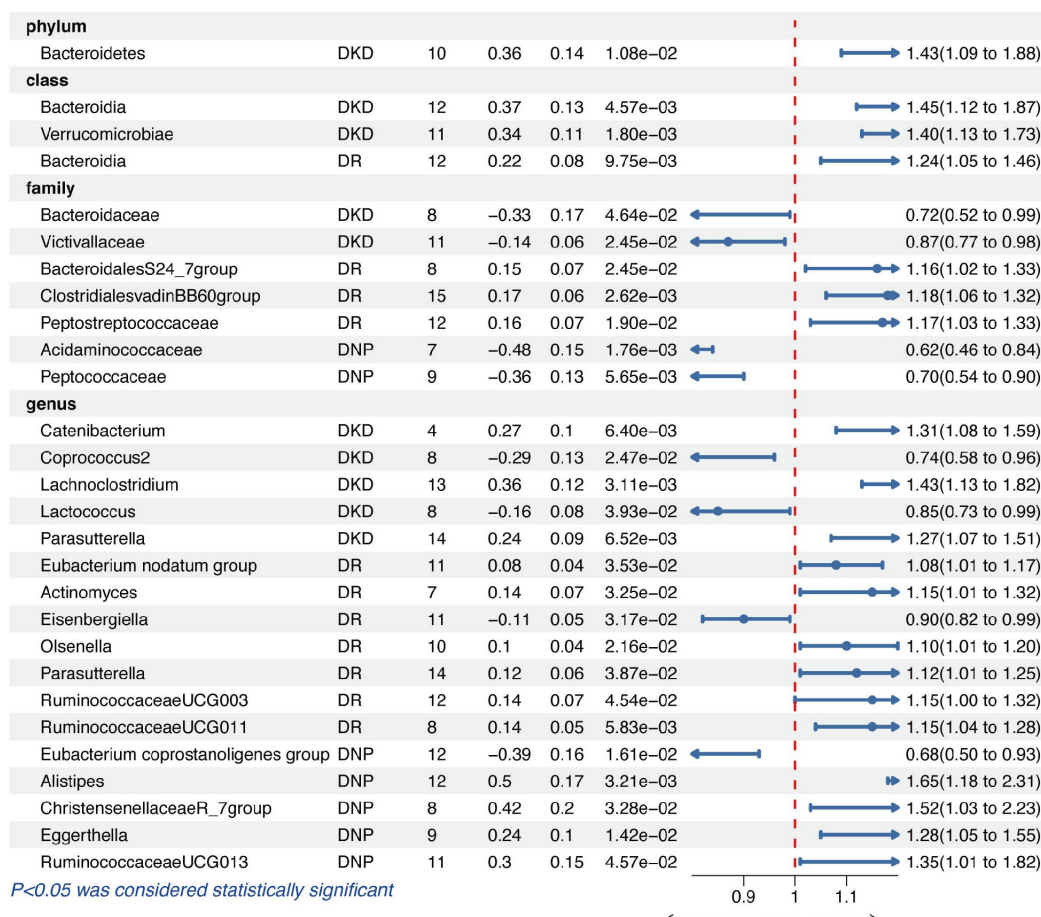 phylum
Bacteroidetes DKD 10 0.36 0.14 1.08e−02 1.43(1.09 to 1.88)
class
Bacteroidia DKD 12 0.37 0.13 4.57e−03 1.45(1.12 to 1.87)
Verrucomicrobiae DKD 11 0.34 0.11 1.80e−03 1.40(1.13 to 1.73)
Bacteroidia DR 12 0.22 0.08 9.75e−03 1.24(1.05 to 1.46)
family
Bacteroidaceae DKD 8 −0.33 0.17 4.64e−02 0.72(0.52 to 0.99)
Victivallaceae DKD 11 −0.14 0.06 2.45e−02 0.87(0.77 to 0.98)
BacteroidalesS24_7group DR 8 0.15 0.07 2.45e−02 1.16(1.02 to 1.33)
ClostridialesvadinBB60group DR 15 0.17 0.06 2.62e−03 1.18(1.06 to 1.32)
Peptostreptococcaceae DR 12 0.16 0.07 1.90e−02 1.17(1.03 to 1.33)
Acidaminococcaceae DNP 7 −0.48 0.15 1.76e−03 0.62(0.46 to 0.84)
Peptococcaceae DNP 9 −0.36 0.13 5.65e−03 0.70(0.54 to 0.90)
genus
Catenibacterium DKD 4 0.27 0.1 6.40e−03 1.31(1.08 to 1.59)
Coprococcus2 DKD 8 −0.29 0.13 2.47e−02 0.74(0.58 to 0.96)
Lachnoclostridium DKD 13 0.36 0.12 3.11e−03 1.43(1.13 to 1.82)
Lactococcus DKD 8 −0.16 0.08 3.93e−02 0.85(0.73 to 0.99)
Parasutterella DKD 14 0.24 0.09 6.52e−03 1.27(1.07 to 1.51)
Eubacterium nodatum group DR 11 0.08 0.04 3.53e−02 1.08(1.01 to 1.17)
Actinomyces DR 7 0.14 0.07 3.25e−02 1.15(1.01 to 1.32)
Eisenbergiella DR 11 −0.11 0.05 3.17e−02 0.90(0.82 to 0.99)
Olsenella DR 10 0.1 0.04 2.16e−02 1.10(1.01 to 1.20)
Parasutterella DR 14 0.12 0.06 3.87e−02 1.12(1.01 to 1.25)
RuminococcaceaeUCG003 DR 12 0.14 0.07 4.54e−02 1.15(1.00 to 1.32)
RuminococcaceaeUCG011 DR 8 0.14 0.05 5.83e−03 1.15(1.04 to 1.28)
Eubacterium coprostanoligenes group DNP 12 −0.39 0.16 1.61e−02 0.68(0.50 to 0.93)
Alistipes DNP 12 0.5 0.17 3.21e−03 1.65(1.18 to 2.31)
ChristensenellaceaeR_7group DNP 8 0.42 0.2 3.28e−02 1.52(1.03 to 2.23)
Eggerthella DNP 9 0.24 0.1 1.42e−02 1.28(1.05 to 1.55)
RuminococcaceaeUCG013 DNP 11 0.3 0.15 4.57e−02 1.35(1.01 to 1.82)
P<0.05 was considered statistically significant
0.9 1 1.1